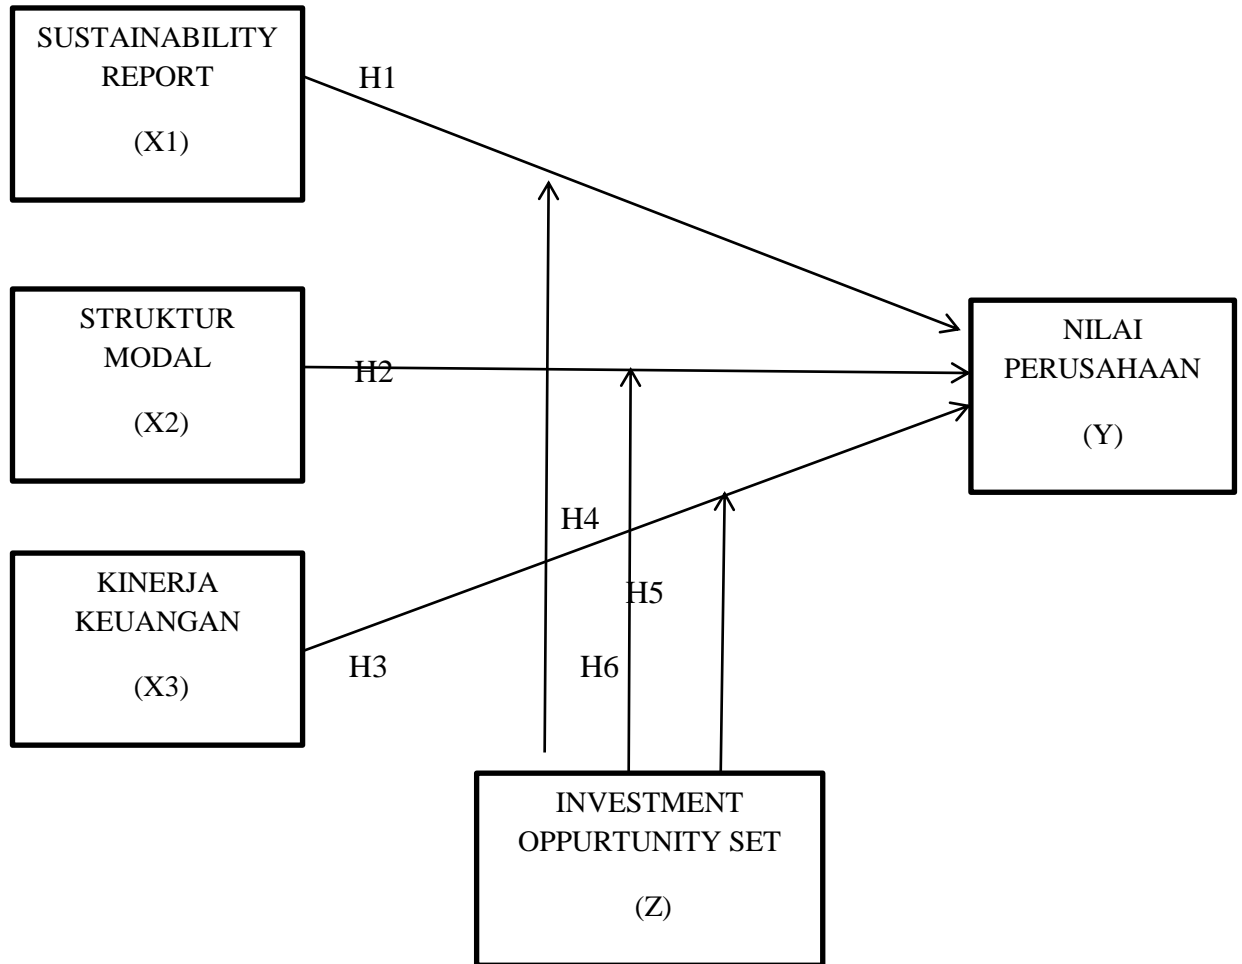 SUSTAINABILITY
REPORT
(X1)
H1
STRUKTUR
MODAL
(X2)
H2
NILAI
PERUSAHAAN
(Y)
H4
H5
KINERJA
KEUANGAN
(X3)
H3
H6
INVESTMENT
OPPURTUNITY SET
(Z)